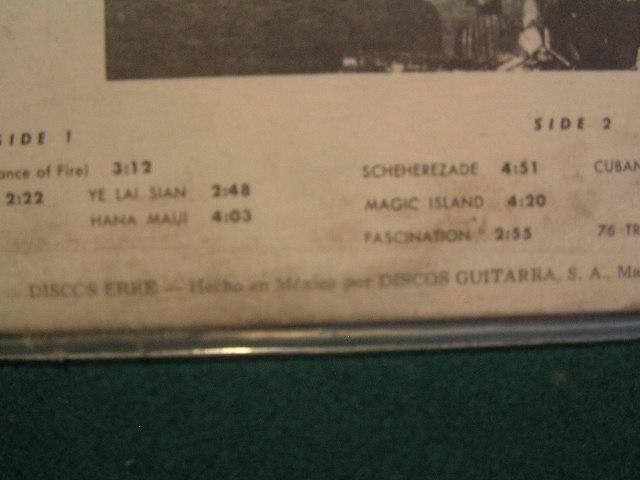 SIDE 1
SIDE 2
ance of Fire) 3:12
2:22 YE LAI SIAN 2:48
HANA MAUI 4:03
SCHEHEREZADE 4:51
MAGIC ISLAND 4:20
FASCINATION 2:55
CUBAN
76 TR
DISCOS ERRE — Hecho en México por DISCOS GUITARRA, S. A., Ma